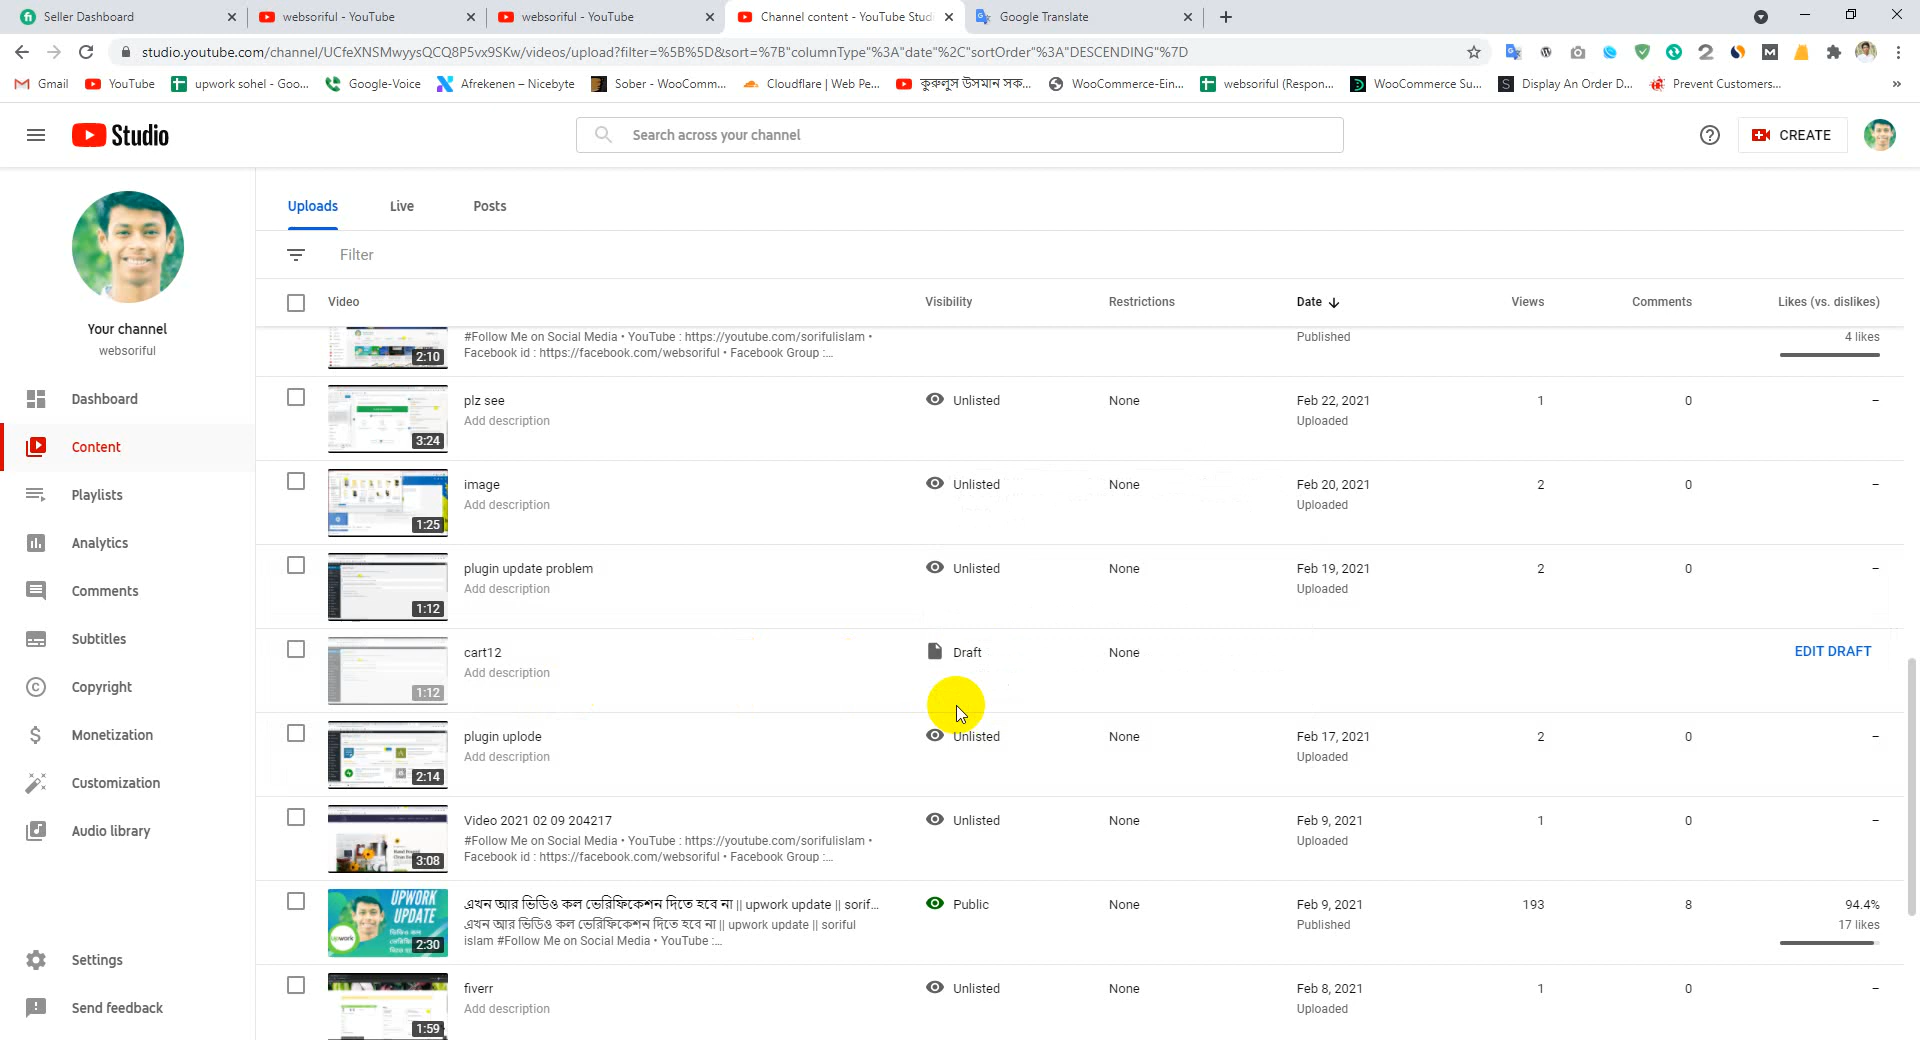 Seller Dashboard
websoriful - YouTube
websoriful - YouTube
Channel content - YouTube Stud
Google Translate
studio.youtube.com/channel/UCfeXNSMwyysQCQ8P5vx9SKw/videos/upload?filter=%5B%5D&sort=%7B"columnType"%3A"date"%2C"sortOrder"%3A"DESCENDING"%7D
Gmail
YouTube
upwork sohel - Goo...
Google-Voice
Afrekenen – Nicebyte
Sober - WooComm...
Cloudflare | Web Pe...
কুরুলুস উসমান সক...
WooCommerce-Ein...
websoriful (Respon...
WooCommerce Su...
Display An Order D...
Prevent Customers...
»
Studio
Search across your channel
CREATE
Your channel
websoriful
Dashboard
Content
Playlists
Analytics
Comments
Subtitles
Copyright
Monetization
Customization
Audio library
Settings
Send feedback
Uploads Live Posts
Filter
Video Visibility Restrictions Date Views Comments Likes (vs. dislikes)
#Follow Me on Social Media • YouTube : https://youtube.com/sorifulislam • Published 4 likes
2:10 Facebook id : https://facebook.com/websoriful • Facebook Group :...
plz see Unlisted None Feb 22, 2021 1 0 –
Add description Uploaded
3:24
image Unlisted None Feb 20, 2021 2 0 –
Add description Uploaded
1:25
plugin update problem Unlisted None Feb 19, 2021 2 0 –
Add description Uploaded
1:12
cart12 Draft None EDIT DRAFT
Add description
1:12
plugin uplode Unlisted None Feb 17, 2021 2 0 –
Add description Uploaded
2:14
Video 2021 02 09 204217 Unlisted None Feb 9, 2021 1 0 –
#Follow Me on Social Media • YouTube : https://youtube.com/sorifulislam • Uploaded
3:08 Facebook id : https://facebook.com/websoriful • Facebook Group :...
UPWORK
UPDATE
এখন আর ভিডিও কল ভেরিফিকেশন দিতে হবে না || upwork update || sorif... Public None Feb 9, 2021 193 8 94.4%
এখন আর ভিডিও কল ভেরিফিকেশন দিতে হবে না || upwork update || soriful Published 17 likes
2:30 islam #Follow Me on Social Media • YouTube :...
fiverr Unlisted None Feb 8, 2021 1 0 –
Add description Uploaded
1:59